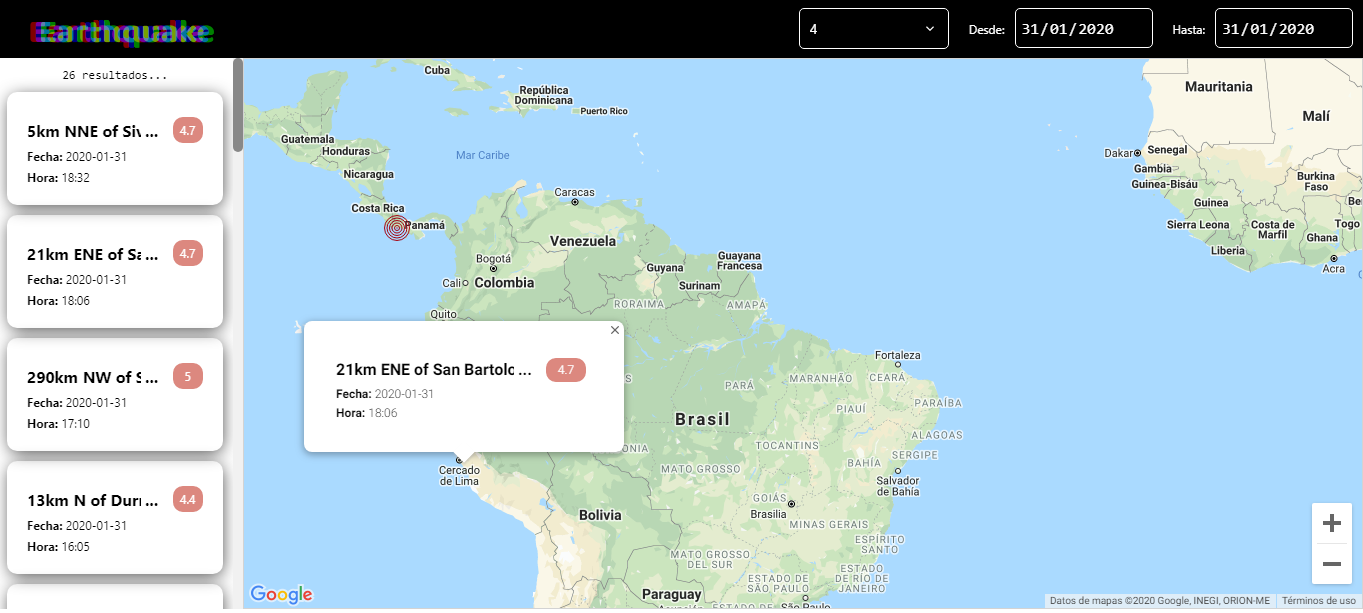 Earthquake
4
Desde:
31/01/2020
Hasta:
31/01/2020
26 resultados...
5km NNE of Siv ...
4.7
Fecha: 2020-01-31
Hora: 18:32
21km ENE of Sa ...
4.7
Fecha: 2020-01-31
Hora: 18:06
290km NW of S ...
5
Fecha: 2020-01-31
Hora: 17:10
13km N of Durr ...
4.4
Fecha: 2020-01-31
Hora: 16:05
Cuba
República
Dominicana
Puerto Rico
Guatemala
Honduras
Mar Caribe
Nicaragua
Costa Rica
Panamá
Caracas
Venezuela
Bogotá
Cali
Colombia
Guyana
Guayana
Francesa
Surinam
RORAIMA
AMAPÁ
Quito
21km ENE of San Bartolo ...
4.7
Fecha: 2020-01-31
Hora: 18:06
Cercado
de Lima
Fortaleza
PARÁ
MARANHÃO
CEARÁ
PARAÍBA
PIAUÍ
Brasil
ALAGOAS
TOCANTINS
SERGIPE
MATO GROSSO
BAHÍA
Salvador
de Bahía
GOIÁS
Brasilia
MINAS GERAIS
Bolivia
ESPÍRITO
SANTO
MATO GROSSO
DEL SUR
ESTADO DE
SÃO PAULO
ESTADO
DE RÍO DE
JANEIRO
Paraguay
São Paulo
Mauritania
Malí
Dakar
Senegal
Gambia
Guinea-Bisáu
Burkina
Faso
Guinea
Sierra Leona
Costa de
Marfil
Togo
Ghana
Liberia
Acra
Google
Datos de mapas ©2020 Google, INEGI, ORION-ME
Términos de uso